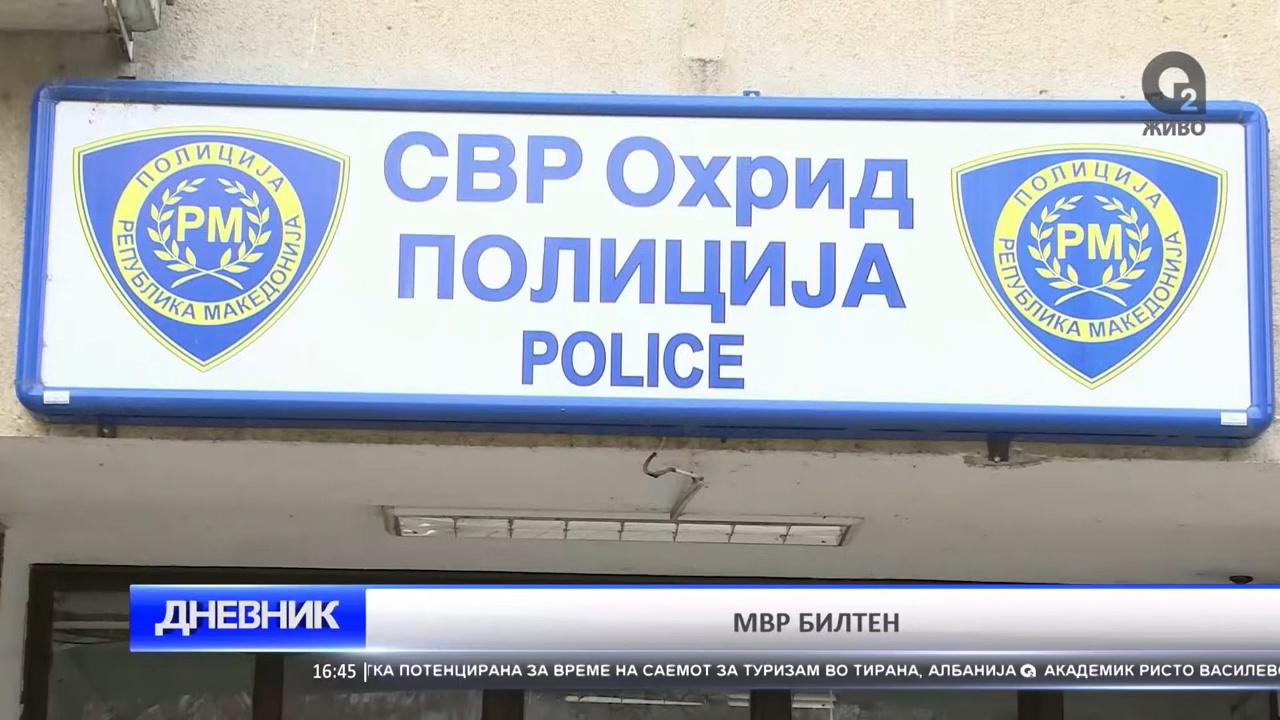 2
ЖИВО
СВР Охрид
ПОЛИЦИЈА
POLICE
ПОЛИЦИЈА
РМ
РЕПУБЛИКА МАКЕДОНИЈА
ПОЛИЦИЈА
РМ
РЕПУБЛИКА МАКЕДОНИЈА
ДНЕВНИК
МВР БИЛТЕН
16:45
ПОТЕНЦИРАНА ЗА ВРЕМЕ НА САЕМОТ ЗА ТУРИЗАМ ВО ТИРАНА, АЛБАНИЈА АКАДЕМИК РИСТО ВАСИЛЕВ